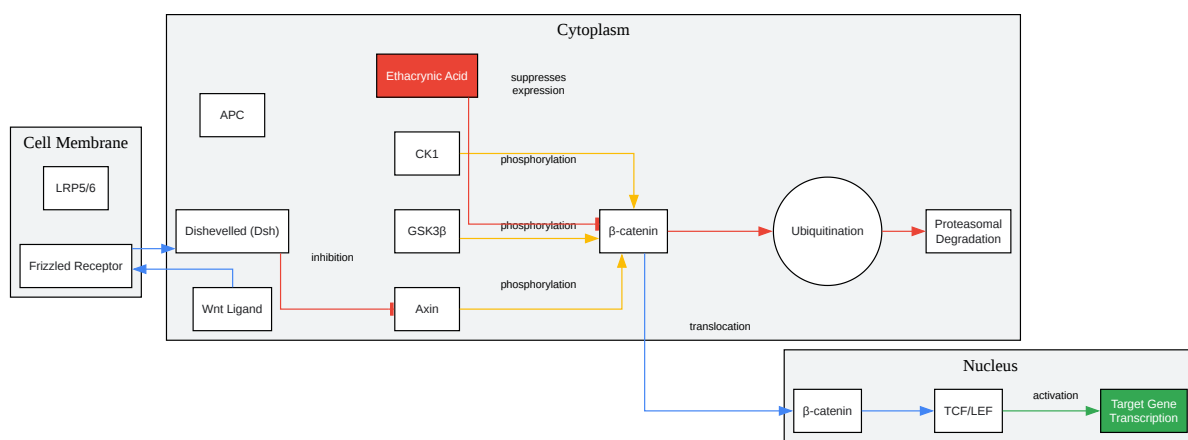 Cytoplasm
Ethacrynic Acid
suppresses
expression
APC
Cell Membrane
CK1
phosphorylation
LRP5/6
Dishevelled (Dsh)
GSK3β
phosphorylation
β-catenin
Ubiquitination
Proteasomal
Degradation
Frizzled Receptor
inhibition
Wnt Ligand
Axin
phosphorylation
translocation
Nucleus
β-catenin
TCF/LEF
activation
Target Gene
Transcription